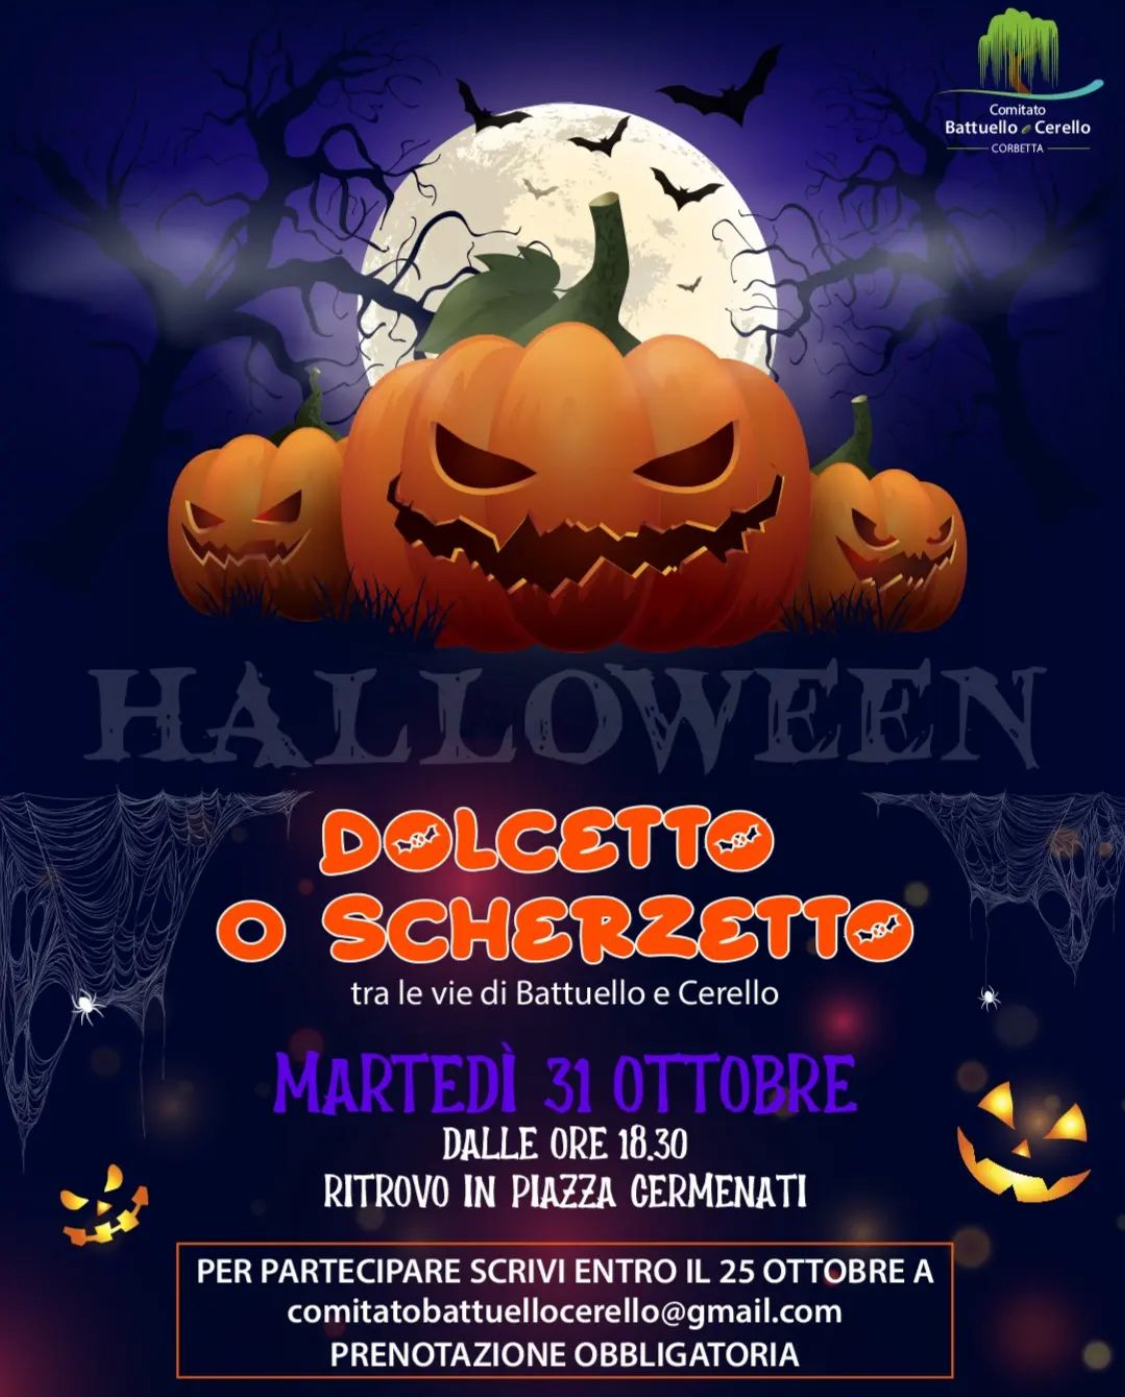 Comitato
Battuello e Cerello
CORBETTA
HALLOWEEN
DOLCETTO
O SCHERZETTO
tra le vie di Battuello e Cerello
MARTEDÌ 31 OTTOBRE
DALLE ORE 18.30
RITROVO IN PIAZZA CERMENATI
PER PARTECIPARE SCRIVI ENTRO IL 25 OTTOBRE A
comitatobattuellocerello@gmail.com
PRENOTAZIONE OBBLIGATORIA